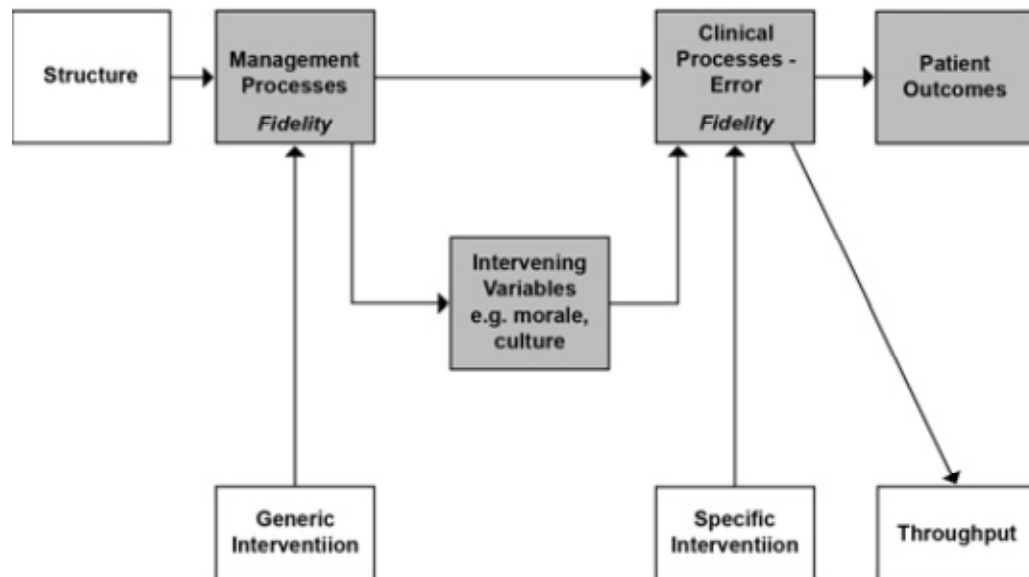 Structure
Management
Processes
Fidelity
Clinical
Processes -
Error
Fidelity
Patient
Outcomes
Intervening
Variables
e.g. morale,
culture
Generic
Interventiion
Specific
Interventiion
Throughput